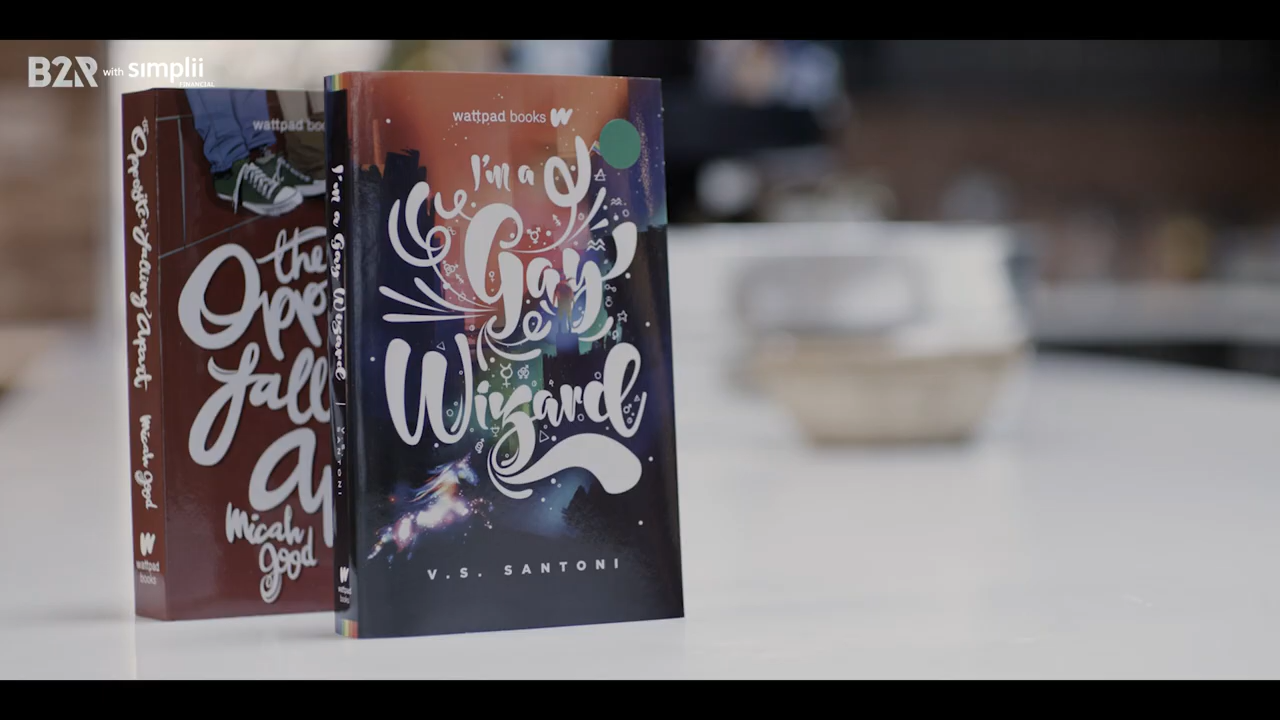 B2R with simplii
FINANCIAL
wattpad books
I'm a
Gay
Wizard
V.S. SANTONI
I'm a Gay Wizard
V.S.
SANTONI
wattpad
books
wattpad
the
Opp
fall
Ap
micah
good
Opposite of falling Apart
micah good
wattpad
books